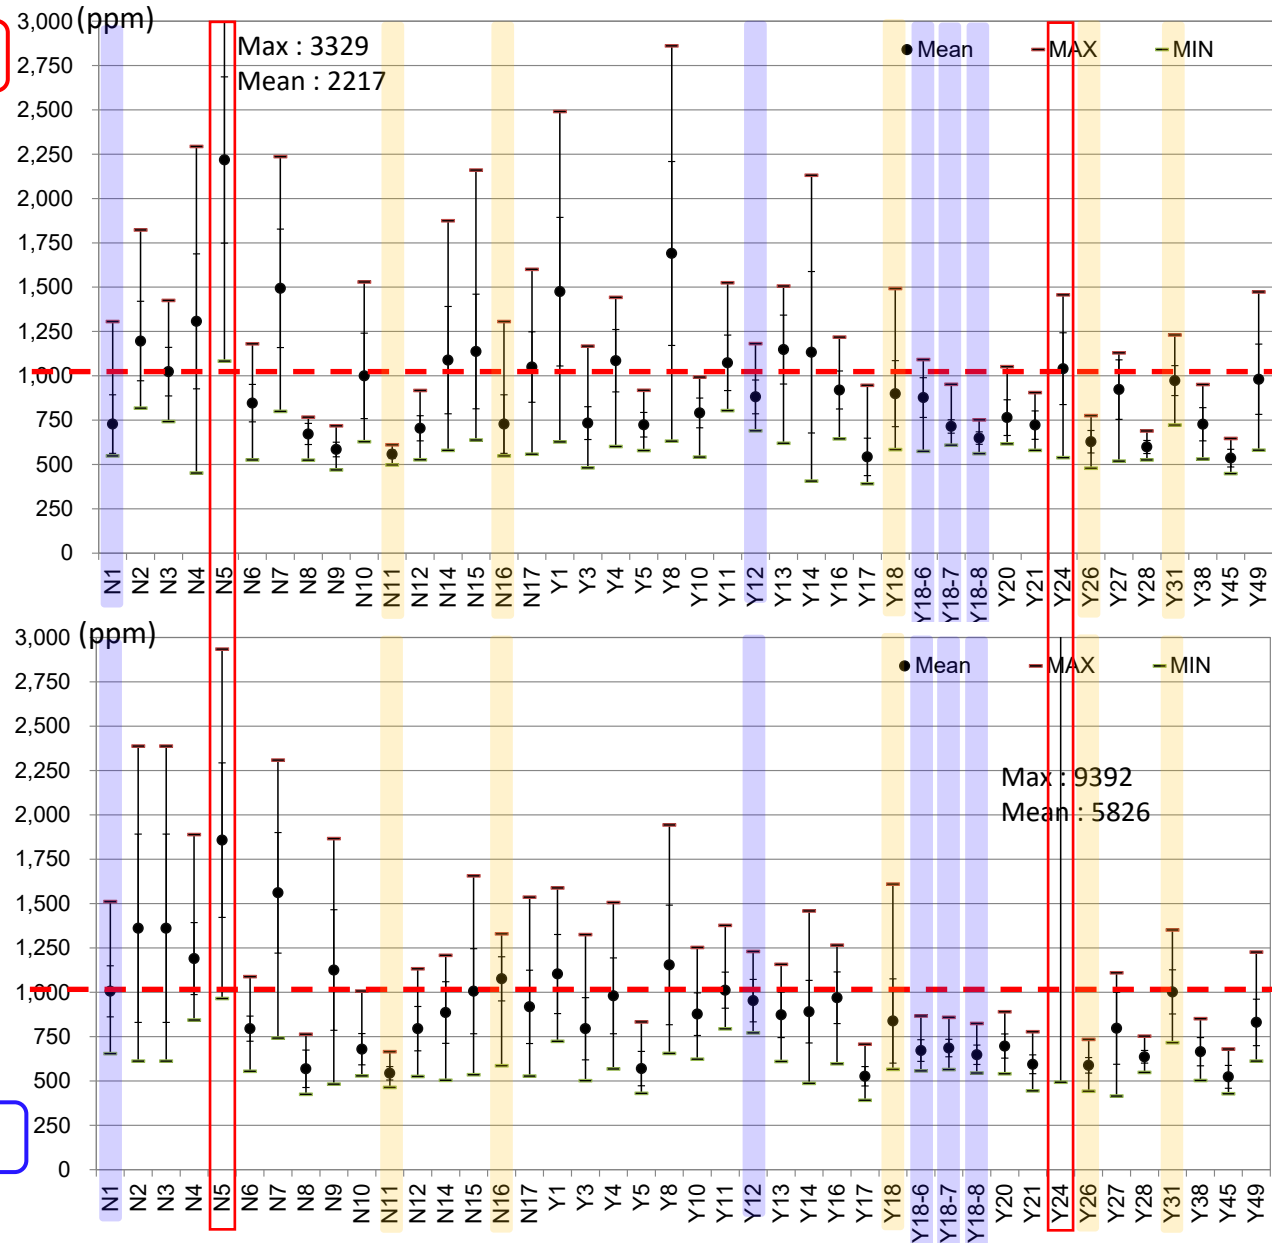 3,000 (ppm)
Max : 3329
Mean : 2217
Mean MAX MIN
2,750
2,500
2,250
2,000
1,750
1,500
1,250
1,000
750
500
250
0
N1 N2 N3 N4 N5 N6 N7 N8 N9 N10 N11 N12 N14 N15 N16 N17 Y1 Y3 Y4 Y5 Y8 Y10 Y11 Y12 Y13 Y14 Y16 Y17 Y18 Y18-6 Y18-7 Y18-8 Y20 Y21 Y24 Y26 Y27 Y28 Y31 Y38 Y45 Y49
3,000 (ppm)
Mean MAX MIN
2,750
2,500
2,250
Max : 9392
Mean : 5826
2,000
1,750
1,500
1,250
1,000
750
500
250
0
N1 N2 N3 N4 N5 N6 N7 N8 N9 N10 N11 N12 N14 N15 N16 N17 Y1 Y3 Y4 Y5 Y8 Y10 Y11 Y12 Y13 Y14 Y16 Y17 Y18 Y18-6 Y18-7 Y18-8 Y20 Y21 Y24 Y26 Y27 Y28 Y31 Y38 Y45 Y49